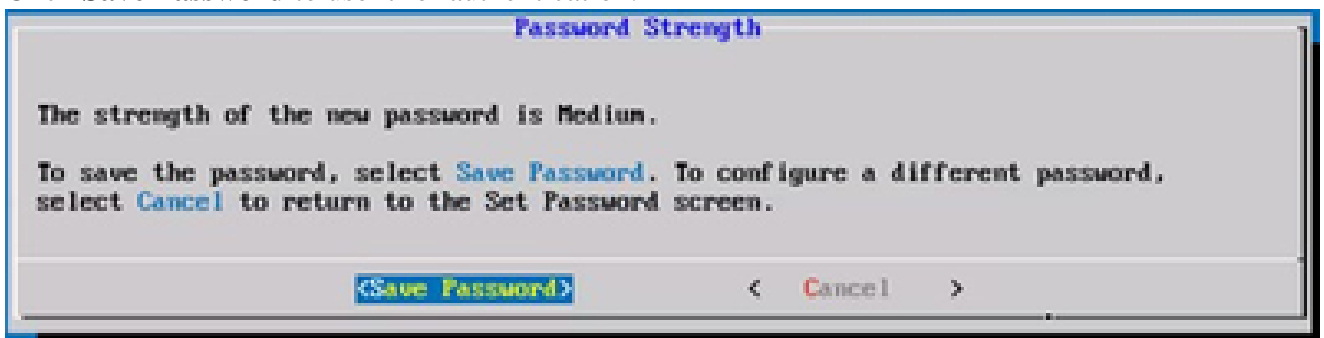 Password Strength
The strength of the new password is Medium.
To save the password, select Save Password. To configure a different password,
select Cancel to return to the Set Password screen.
<Save Password> < Cancel >